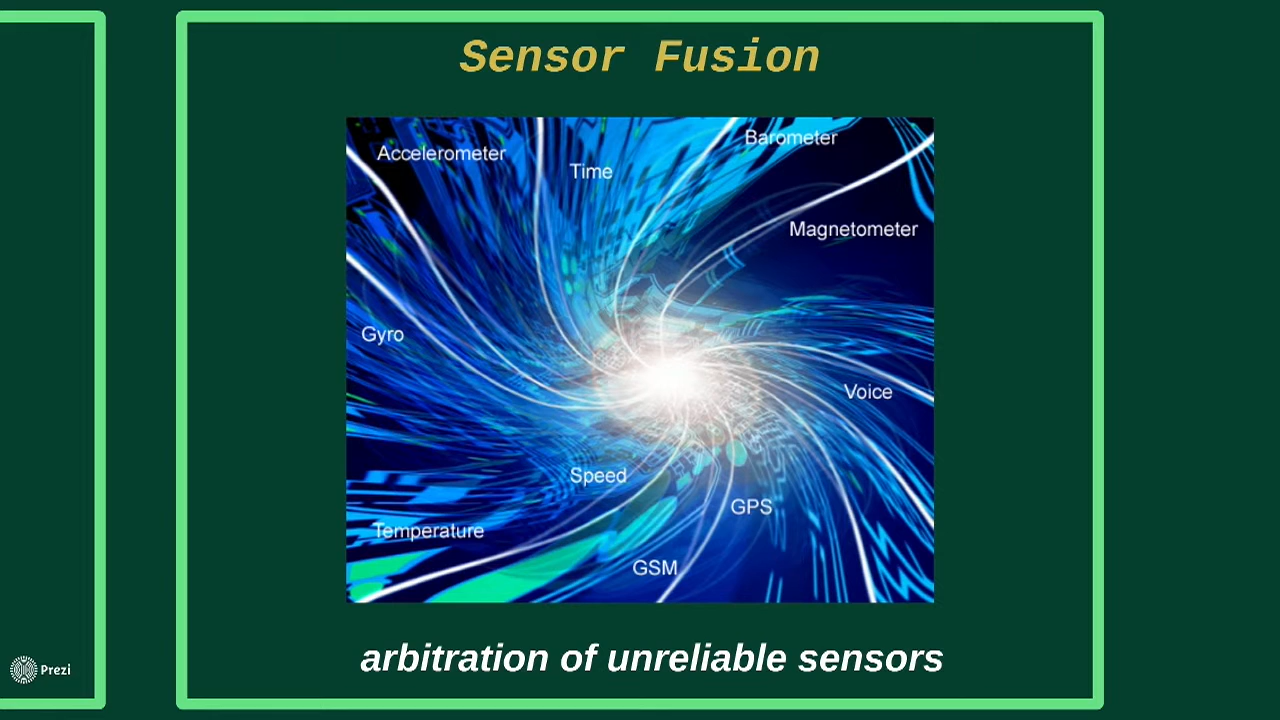 Sensor Fusion
Barometer
Accelerometer
Time
Magnetometer
Gyro
Voice
Speed
GPS
Temperature
GSM
arbitration of unreliable sensors
Prezi